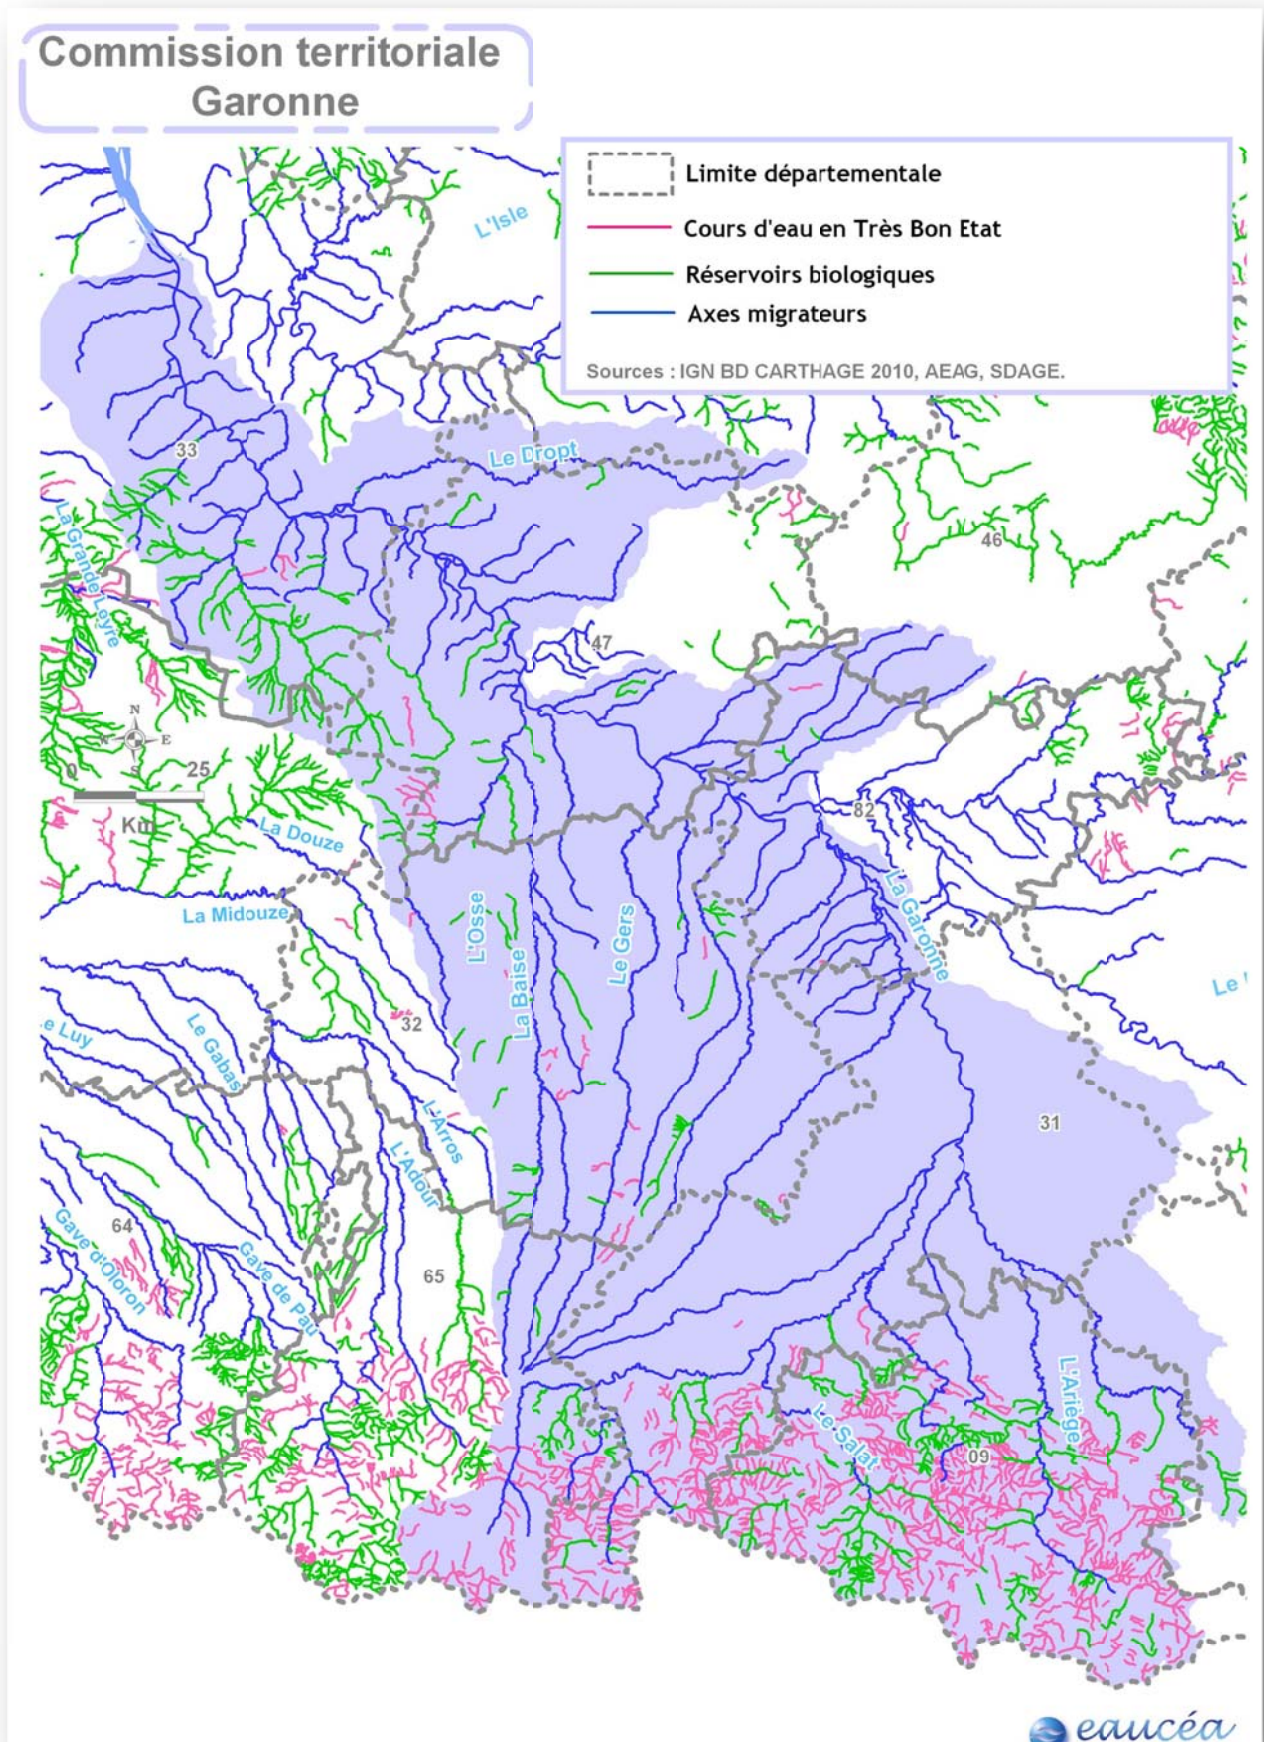 Commission territoriale
Garonne
Limite départementale
Cours d'eau en Très Bon Etat
Réservoirs biologiques
Axes migrateurs
Sources : IGN BD CARTHAGE 2010, AEAG, SDAGE.
L'Isle
33
Le Dropt
La Grande Leyre
46
47
N
W
E
S
0
25
Km
La Douze
82
La Midouze
L'Osse
La Baïse
Le Gers
La Garonne
Le
e Luy
Le Gabas
32
L'Arros
L'Adour
31
64
Gave d'Oloron
Gave de Pau
65
L'Ariège
Le Salat
09
eaucéa